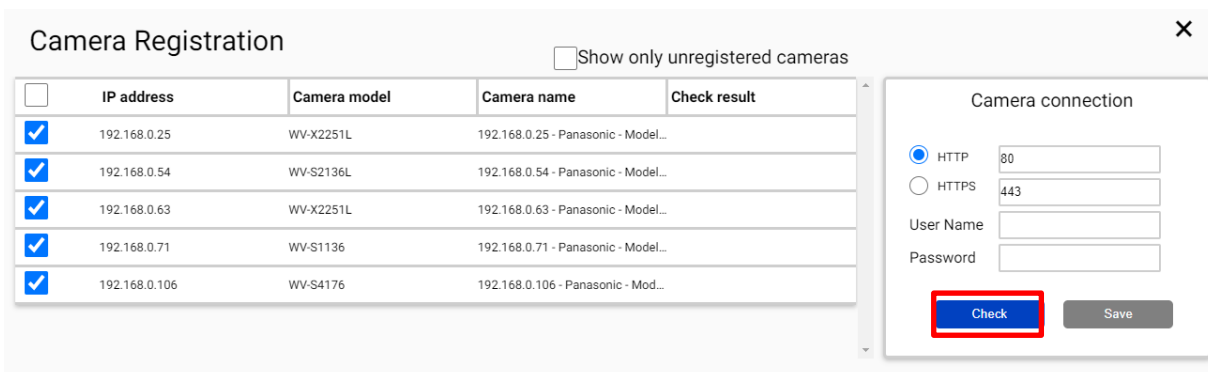 Camera Registration
Show only unregistered cameras
IP address Camera model Camera name Check result
192.168.0.25 WV-X2251L 192.168.0.25 - Panasonic - Model...
192.168.0.54 WV-S2136L 192.168.0.54 - Panasonic - Model...
192.168.0.63 WV-X2251L 192.168.0.63 - Panasonic - Model...
192.168.0.71 WV-S1136 192.168.0.71 - Panasonic - Model...
192.168.0.106 WV-S4176 192.168.0.106 - Panasonic - Mod...
Camera connection
HTTP 80
HTTPS 443
User Name
Password
Check Save